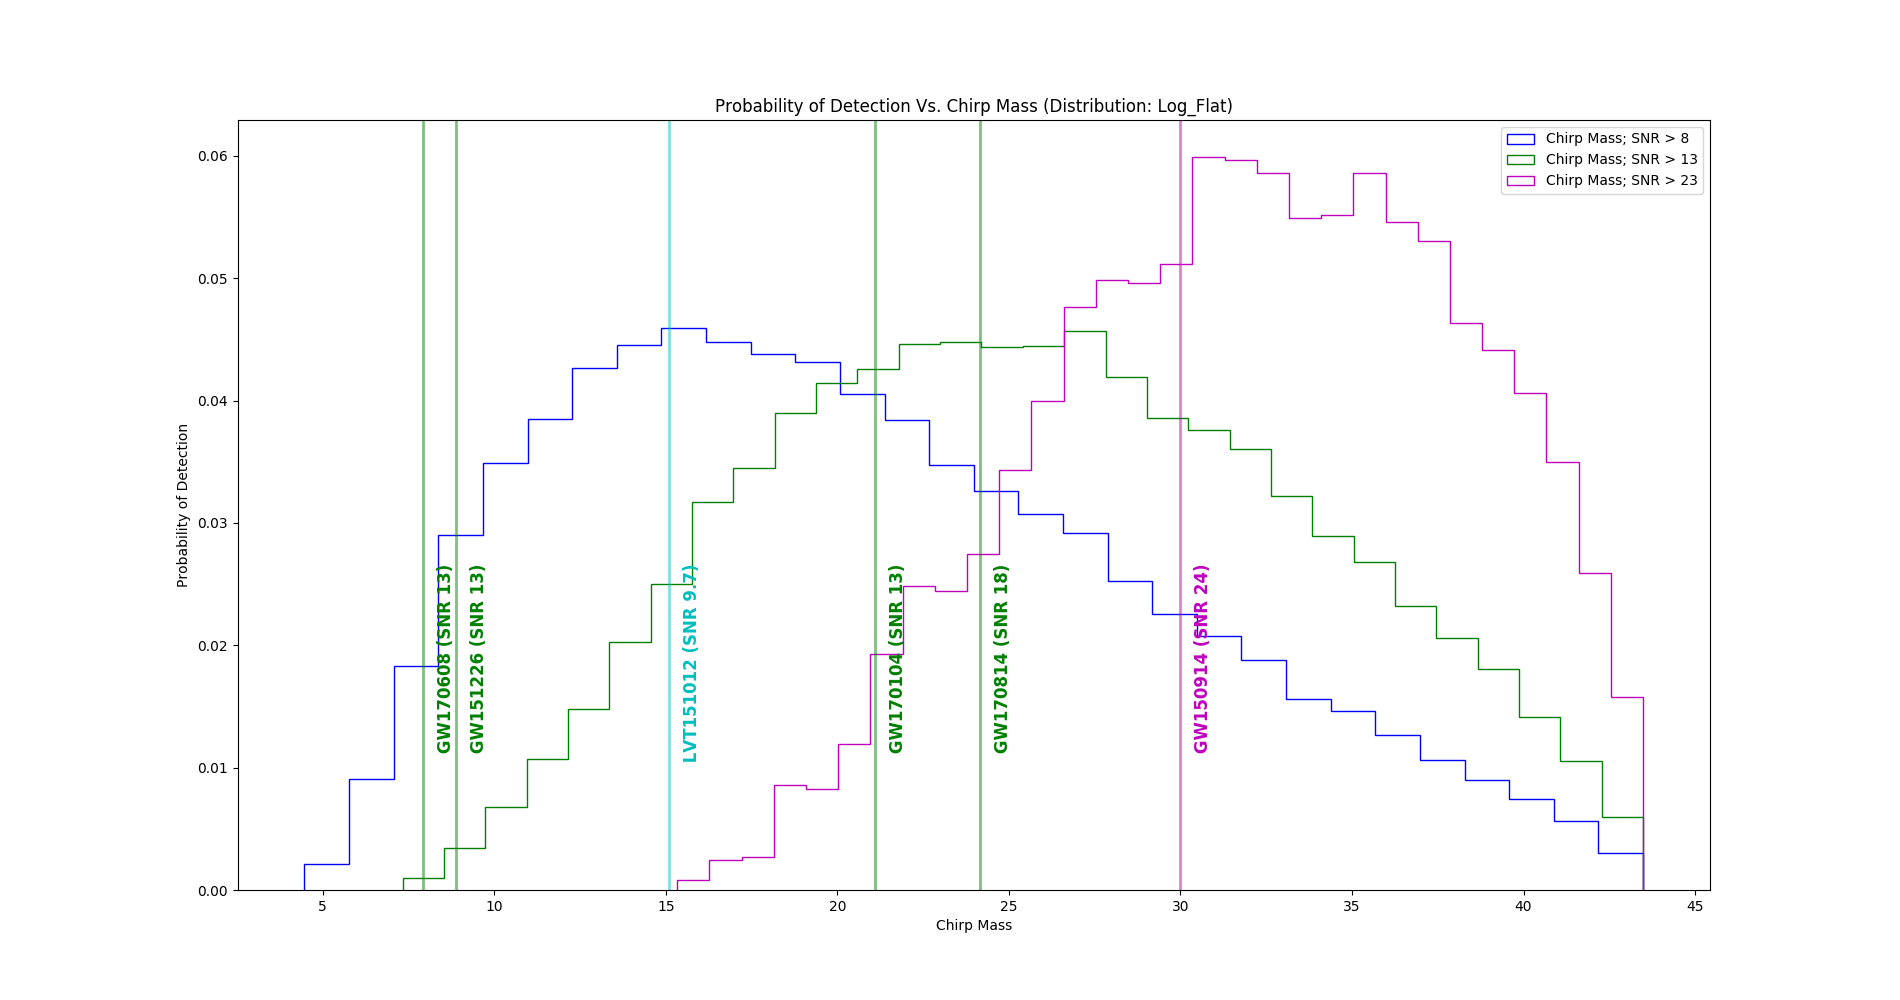 Probability of Detection Vs. Chirp Mass (Distribution: Log_Flat)
Chirp Mass; SNR > 8
Chirp Mass; SNR > 13
Chirp Mass; SNR > 23
Probability of Detection
0.06
0.05
0.04
0.03
0.02
0.01
0.00
GW170608 (SNR 13)
GW151226 (SNR 13)
LVT151012 (SNR 9.7)
GW170104 (SNR 13)
GW170814 (SNR 18)
GW150914 (SNR 24)
5 10 15 20 25 30 35 40 45
Chirp Mass